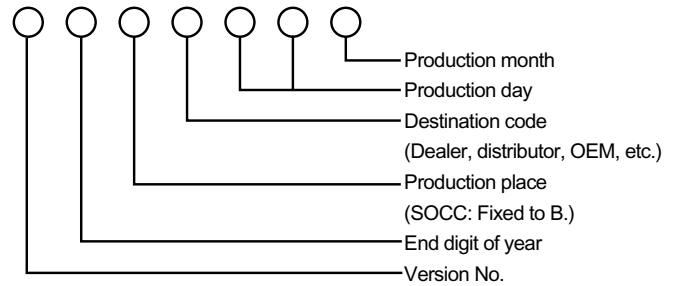 Production month
Production day
Destination code
(Dealer, distributor, OEM, etc.)
Production place
(SOCC: Fixed to B.)
End digit of year
Version No.